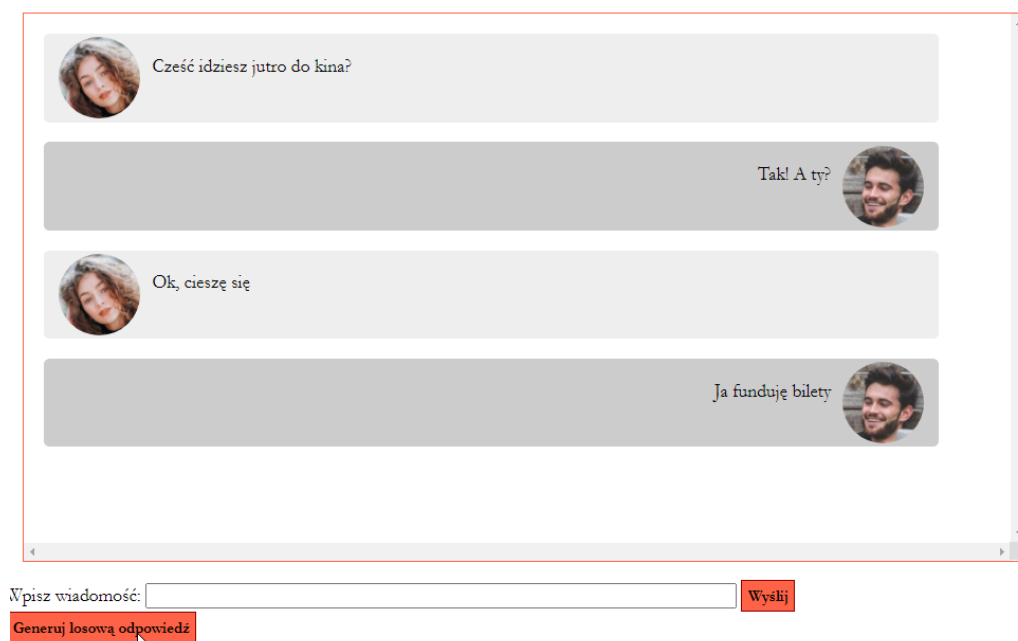 Cześć idziesz jutro do kina?
Tak! A ty?
Ok, cieszę się
Ja funduję bilety
Wpisz wiadomość: Wyślij
Generuj losową odpowiedź